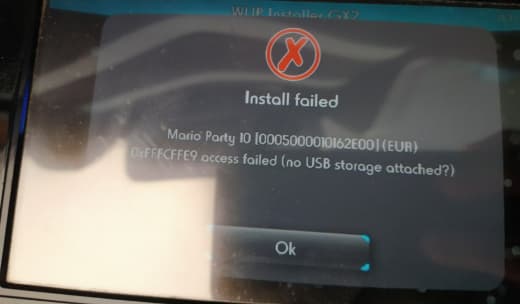 WUP Installer GX2
Install failed
Mario Party 10 [0005000010162E00] (EUR)
0xFFFCFFE9 access failed (no USB storage attached?)
Ok